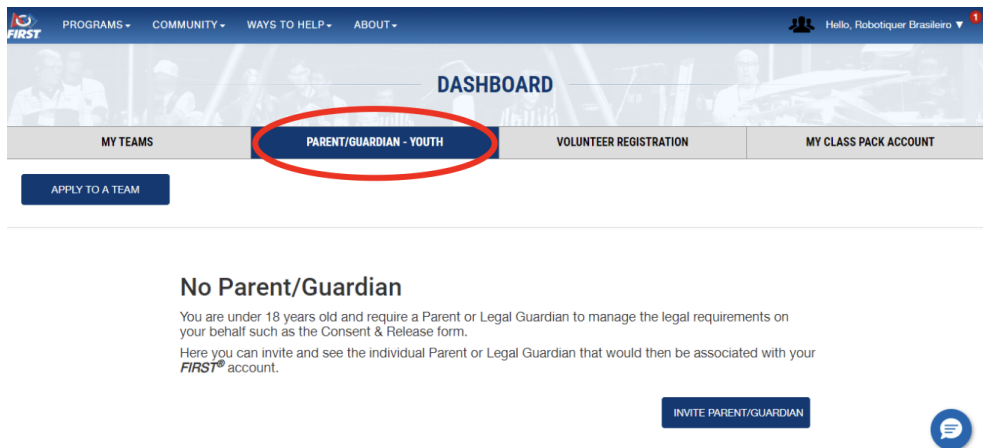 FIRST PROGRAMS COMMUNITY WAYS TO HELP ABOUT Hello, Robotiquer Brasileiro 1
DASHBOARD
MY TEAMS PARENT/GUARDIAN - YOUTH VOLUNTEER REGISTRATION MY CLASS PACK ACCOUNT
APPLY TO A TEAM
No Parent/Guardian
You are under 18 years old and require a Parent or Legal Guardian to manage the legal requirements on
your behalf such as the Consent & Release form.
Here you can invite and see the individual Parent or Legal Guardian that would then be associated with your
FIRST® account.
INVITE PARENT/GUARDIAN